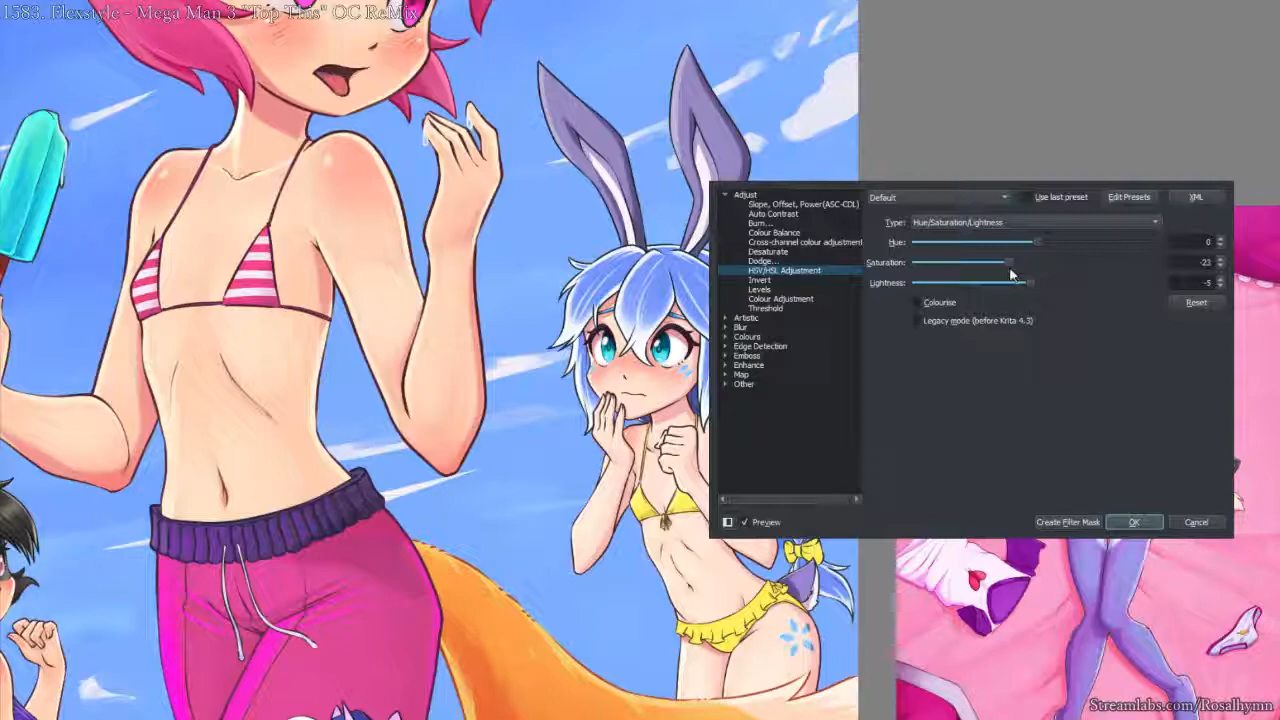 1583. Flexstyle - Mega Man 3 "Top This" OC ReMix
Adjust
Slope, Offset, Power(ASC-CDL)
Auto Contrast
Burn...
Colour Balance
Cross-channel colour adjustment
Desaturate
Dodge...
HSV/HSL Adjustment
Invert
Levels
Colour Adjustment
Threshold
Artistic
Blur
Colours
Edge Detection
Emboss
Enhance
Map
Other
Default
Use last preset
Edit Presets
XML
Type: Hue/Saturation/Lightness
Hue: 0
Saturation: -23
Lightness: -5
Colourise
Reset
Legacy mode (before Krita 4.3)
Preview
Create Filter Mask
OK
Cancel
Streamlabs.com/Rosalhymn